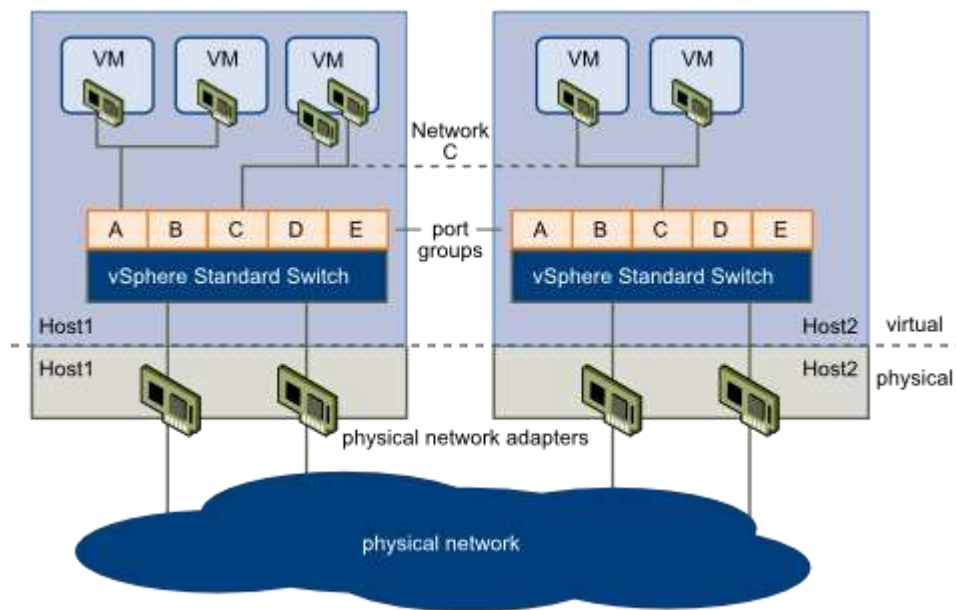 VM
VM
VM
VM
VM
Network
C
A B C D E
port
groups
A B C D E
vSphere Standard Switch
vSphere Standard Switch
Host1
Host2
virtual
Host1
Host2
physical
physical network adapters
physical network